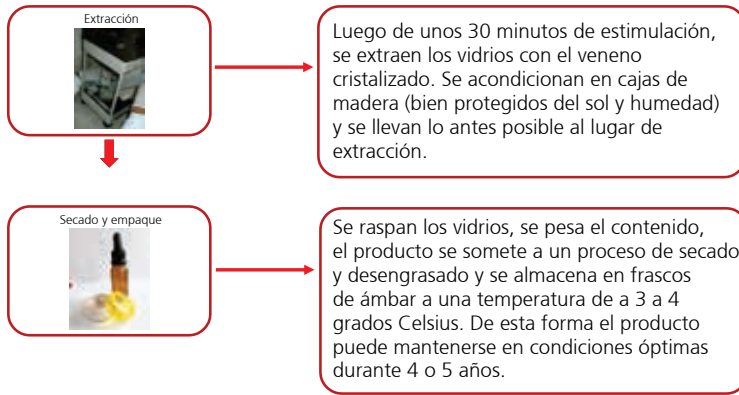 Extracción
Luego de unos 30 minutos de estimulación,
se extraen los vidrios con el veneno
cristalizado. Se acondicionan en cajas de
madera (bien protegidos del sol y humedad)
y se llevan lo antes posible al lugar de
extracción.
Secado y empaque
Se raspan los vidrios, se pesa el contenido,
el producto se somete a un proceso de secado
y desengrasado y se almacena en frascos
de ámbar a una temperatura de a 3 a 4
grados Celsius. De esta forma el producto
puede mantenerse en condiciones óptimas
durante 4 o 5 años.